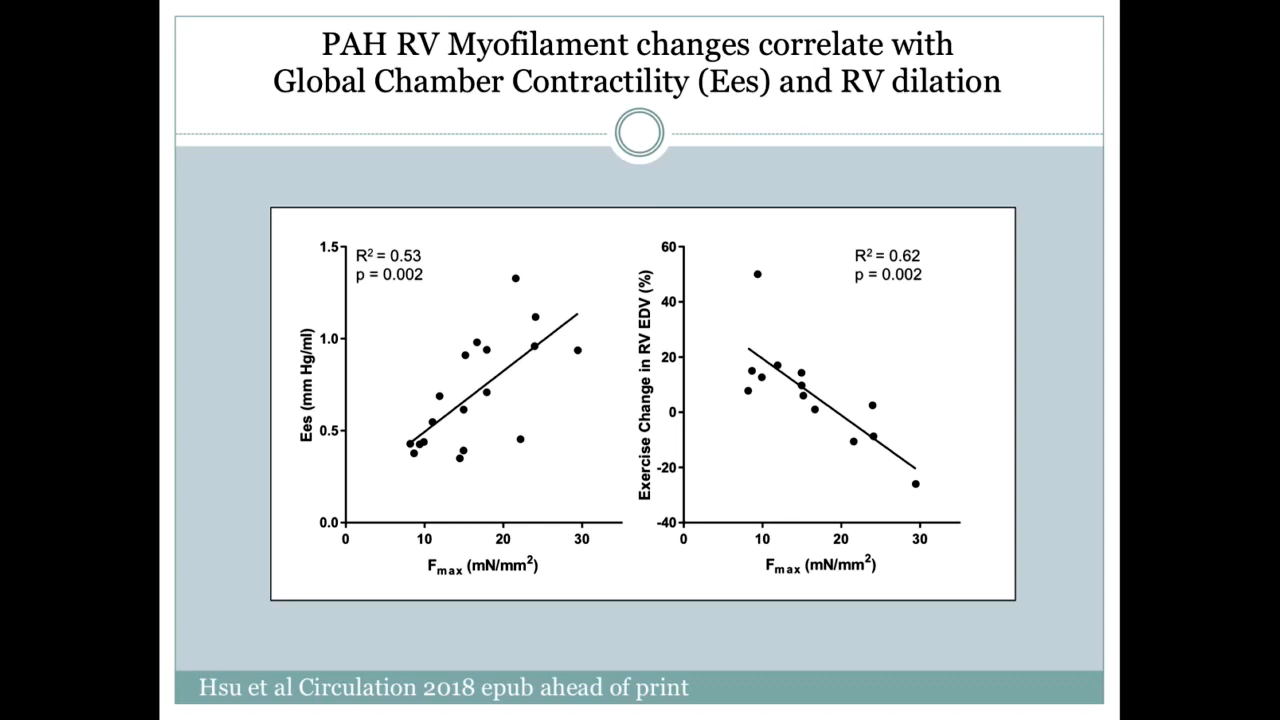 PAH RV Myofilament changes correlate with
Global Chamber Contractility (Ees) and RV dilation
R² = 0.53
p = 0.002
1.5
1.0
0.5
0.0
Ees (mm Hg/ml)
0 10 20 30
Fmax (mN/mm²)
R² = 0.62
p = 0.002
60
40
20
0
-20
-40
Exercise Change in RV EDV (%)
0 10 20 30
Fmax (mN/mm²)
Hsu et al Circulation 2018 epub ahead of print